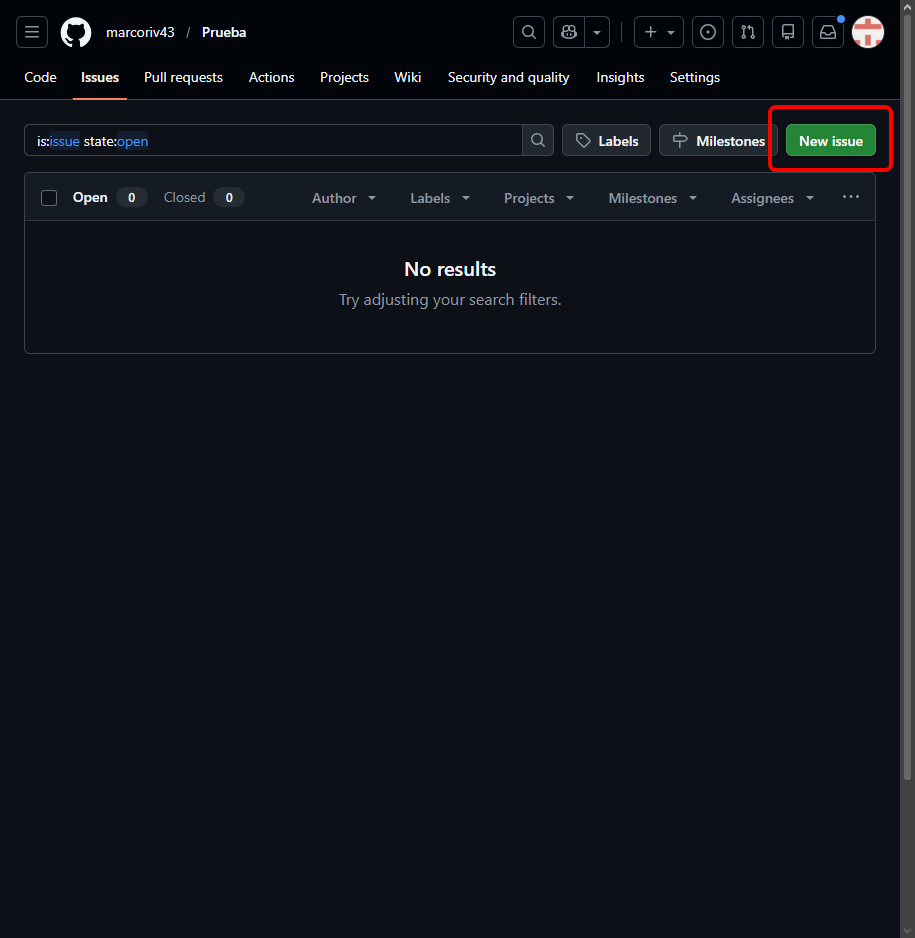 marcoriv43 / Prueba
Code Issues Pull requests Actions Projects Wiki Security and quality Insights Settings
is:issue state:open Labels Milestones New issue
Open 0 Closed 0 Author Labels Projects Milestones Assignees
No results
Try adjusting your search filters.